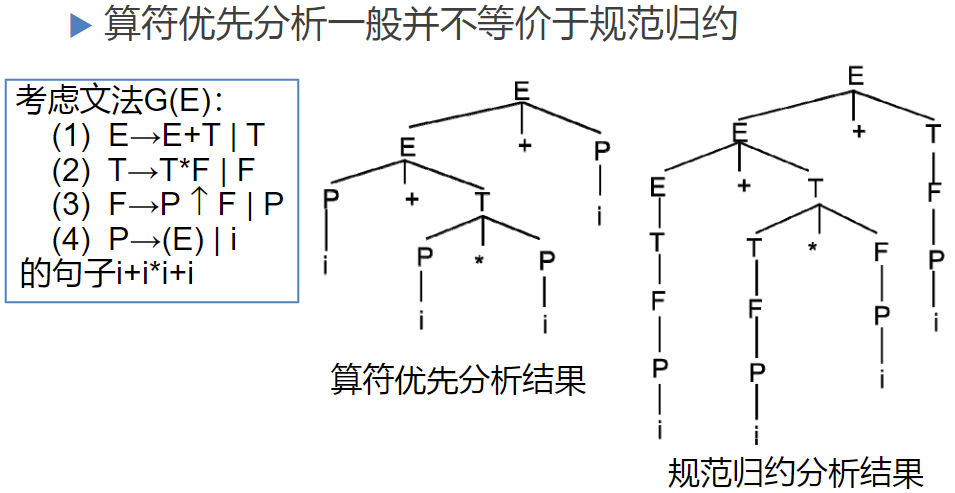 ▶ 算符优先分析一般并不等价于规范归约
考虑文法G(E)：
(1) E→E+T | T
(2) T→T*F | F
(3) F→P↑F | P
(4) P→(E) | i
的句子i+i*i+i
E
E + P
P + T i
i P * P
i i
算符优先分析结果
E
E + T
E + T F
T T * F P
F F P i
P P i
i i
规范归约分析结果